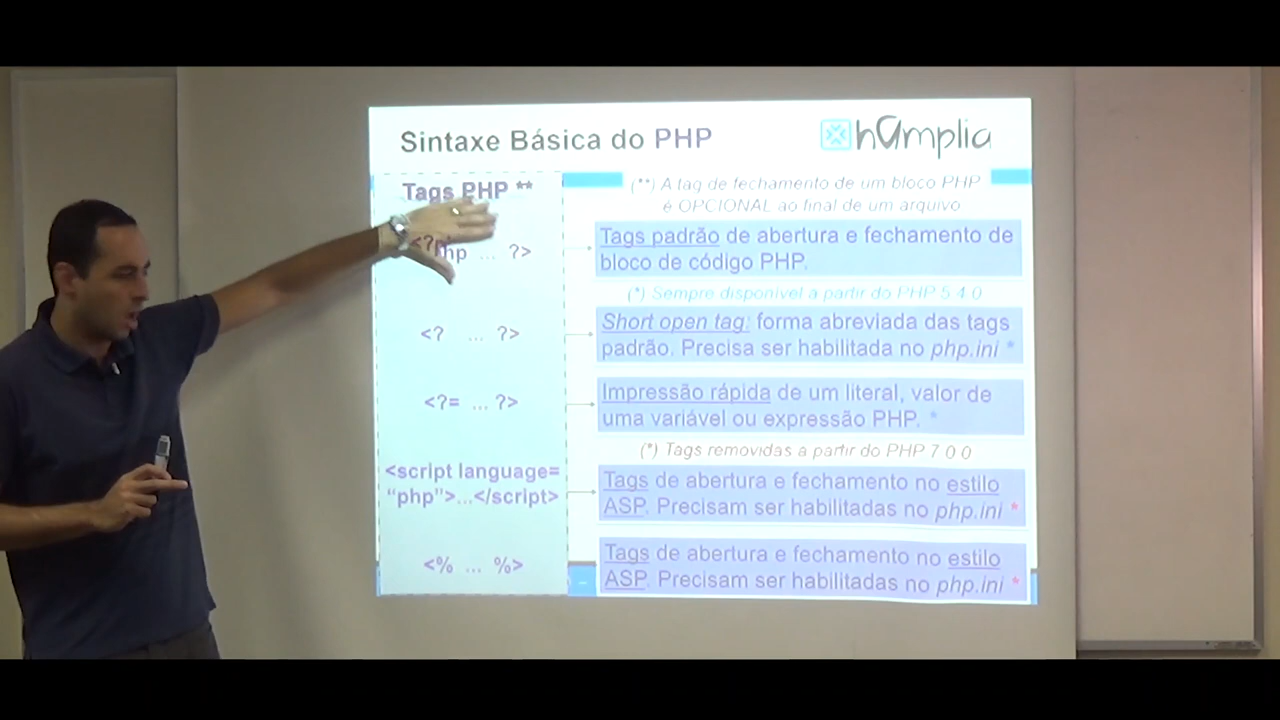 Sintaxe Básica do PHP
hamplia
Tags PHP **
(**) A tag de fechamento de um bloco PHP
é OPCIONAL ao final de um arquivo
<?php ... ?>
Tags padrão de abertura e fechamento de
bloco de código PHP.
(*) Sempre disponível a partir do PHP 5.4.0
<? ... ?>
Short open tag: forma abreviada das tags
padrão. Precisa ser habilitada no php.ini *
<?= ... ?>
Impressão rápida de um literal, valor de
uma variável ou expressão PHP. *
(*) Tags removidas a partir do PHP 7.0.0
<script language=
“php”>...</script>
Tags de abertura e fechamento no estilo
ASP. Precisam ser habilitadas no php.ini *
<% ... %>
Tags de abertura e fechamento no estilo
ASP. Precisam ser habilitadas no php.ini *